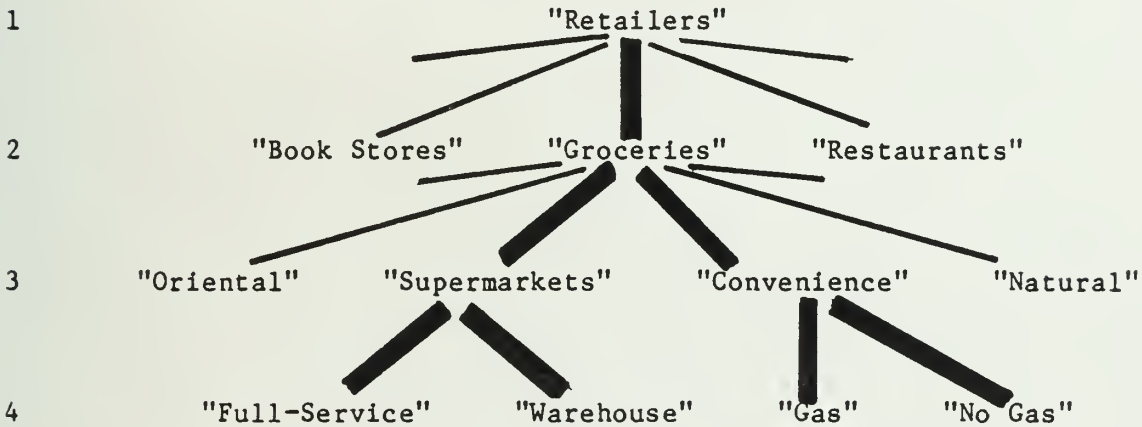 1 "Retailers"
2 "Book Stores" "Groceries" "Restaurants"
3 "Oriental" "Supermarkets" "Convenience" "Natural"
4 "Full-Service" "Warehouse" "Gas" "No Gas"